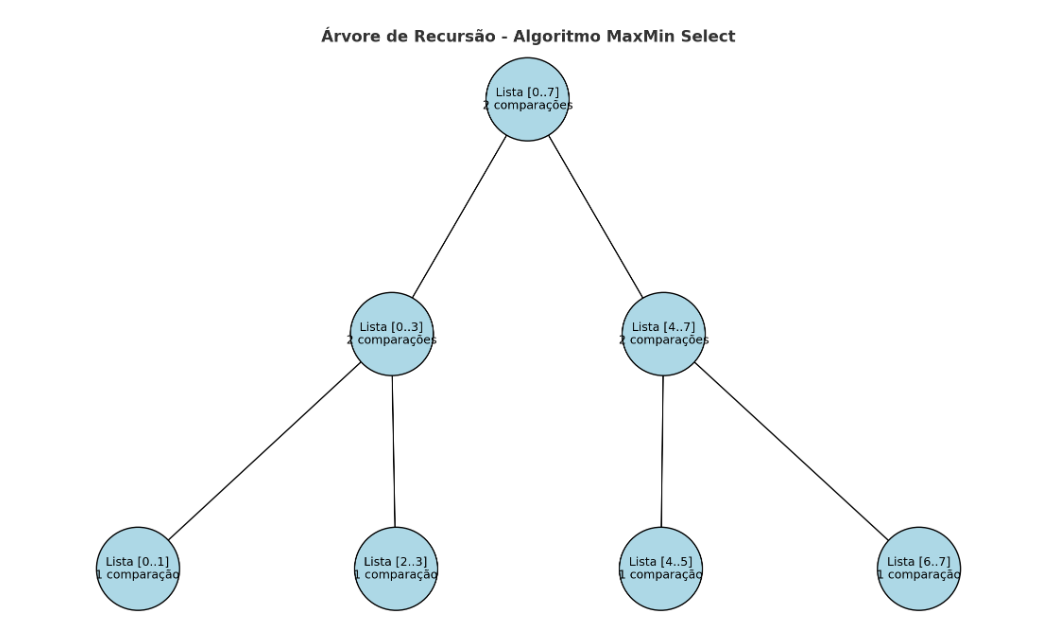 Árvore de Recursão - Algoritmo MaxMin Select
Lista [0..7]
2 comparações
Lista [0..3]
2 comparações
Lista [4..7]
2 comparações
Lista [0..1]
1 comparação
Lista [2..3]
1 comparação
Lista [4..5]
1 comparação
Lista [6..7]
1 comparação